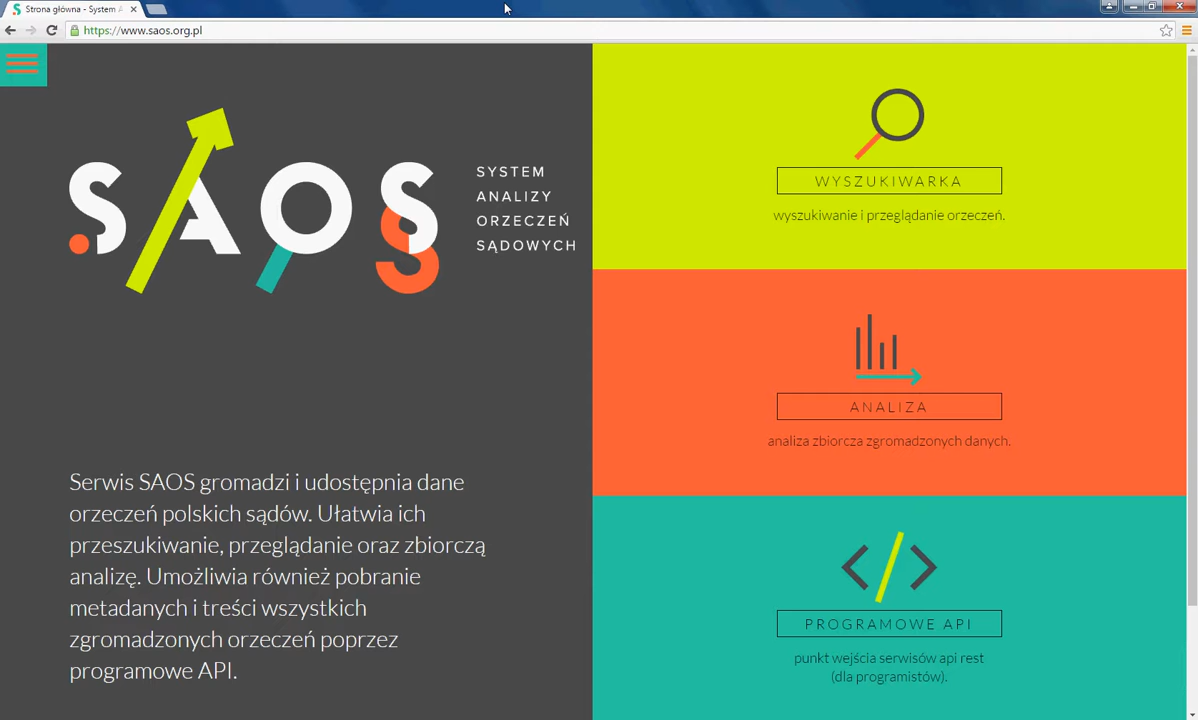 Strona główna - System A
https://www.saos.org.pl
SAOS
SYSTEM
ANALIZY
ORZECZEŃ
SĄDOWYCH
Serwis SAOS gromadzi i udostępnia dane
orzeczeń polskich sądów. Ułatwia ich
przeszukiwanie, przeglądanie oraz zbiorczą
analizę. Umożliwia również pobranie
metadanych i treści wszystkich
zgromadzonych orzeczeń poprzez
programowe API.
WYSZUKIWARKA
wyszukiwanie i przeglądanie orzeczeń.
ANALIZA
analiza zbiorcza zgromadzonych danych.
PROGRAMOWE API
punkt wejścia serwisów api rest
(dla programistów).